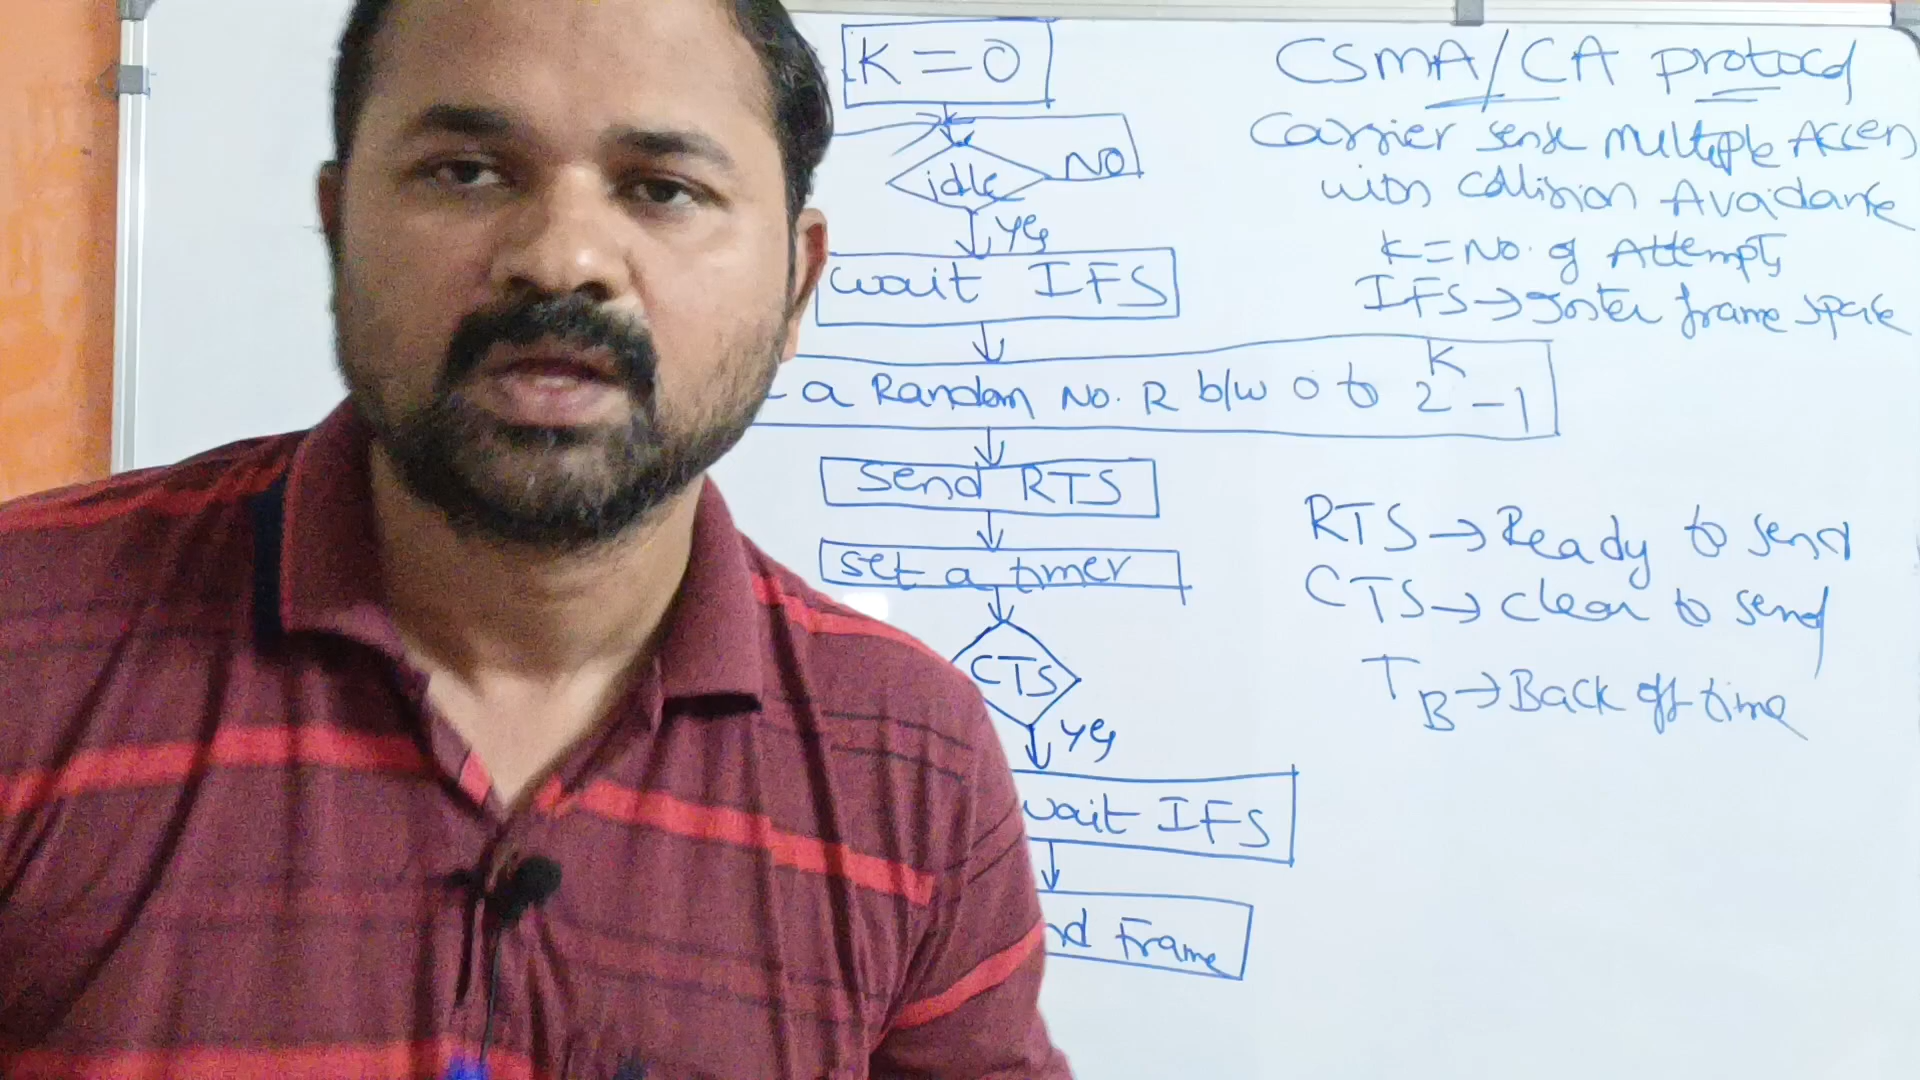 K = 0
idle
NO
yes
wait IFS
a Random No. R b/w 0 to 2^K - 1
send RTS
set a timer
CTS
yes
wait IFS
nd Frame
CSMA/CA protocol
Carrier sense multiple Access
with collision Avoidance
K = No. of Attempts
IFS → Inter frame space
RTS → Ready to send
CTS → clear to send
T_B → Back off time